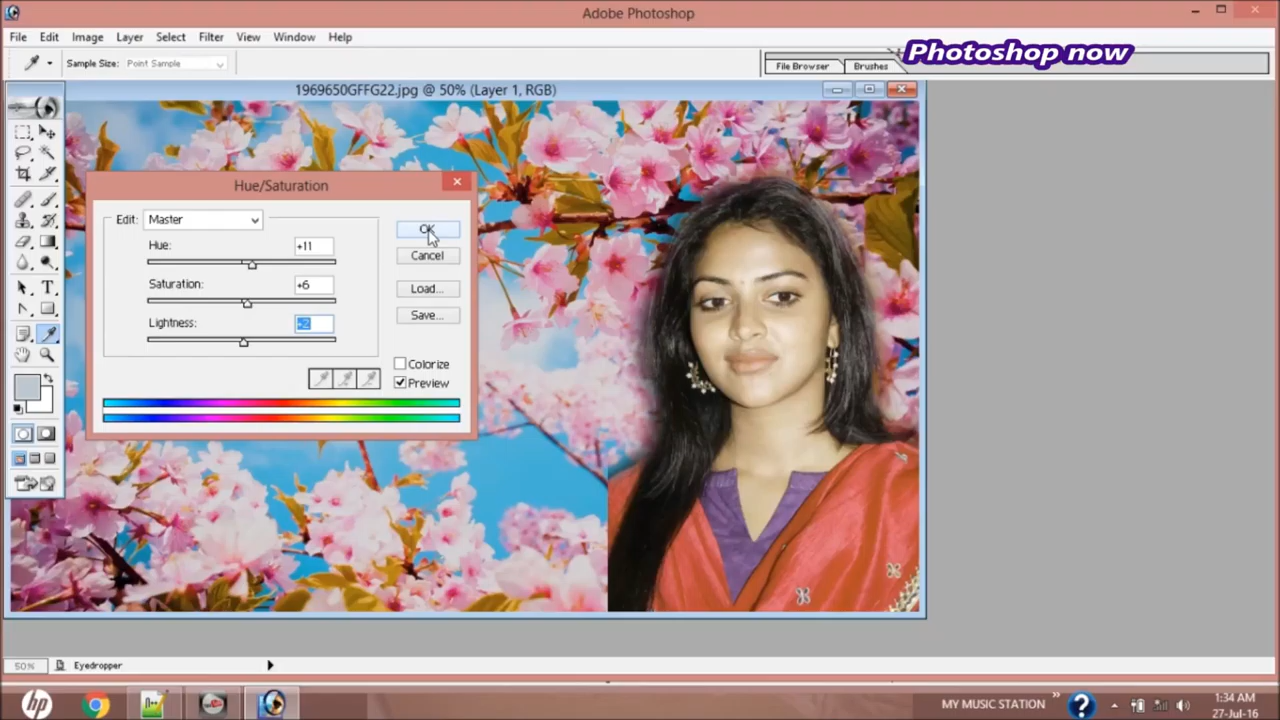 Adobe Photoshop
File Edit Image Layer Select Filter View Window Help
Sample Size: Point Sample
File Browser Brushes
Photoshop now
1969650GFFG22.jpg @ 50% (Layer 1, RGB)
Hue/Saturation
Edit: Master
OK
Hue: +11
Cancel
Saturation: +6
Load...
Save...
Lightness: +2
Colorize
Preview
50% Eyedropper
hp
MY MUSIC STATION
1:34 AM
27-Jul-16